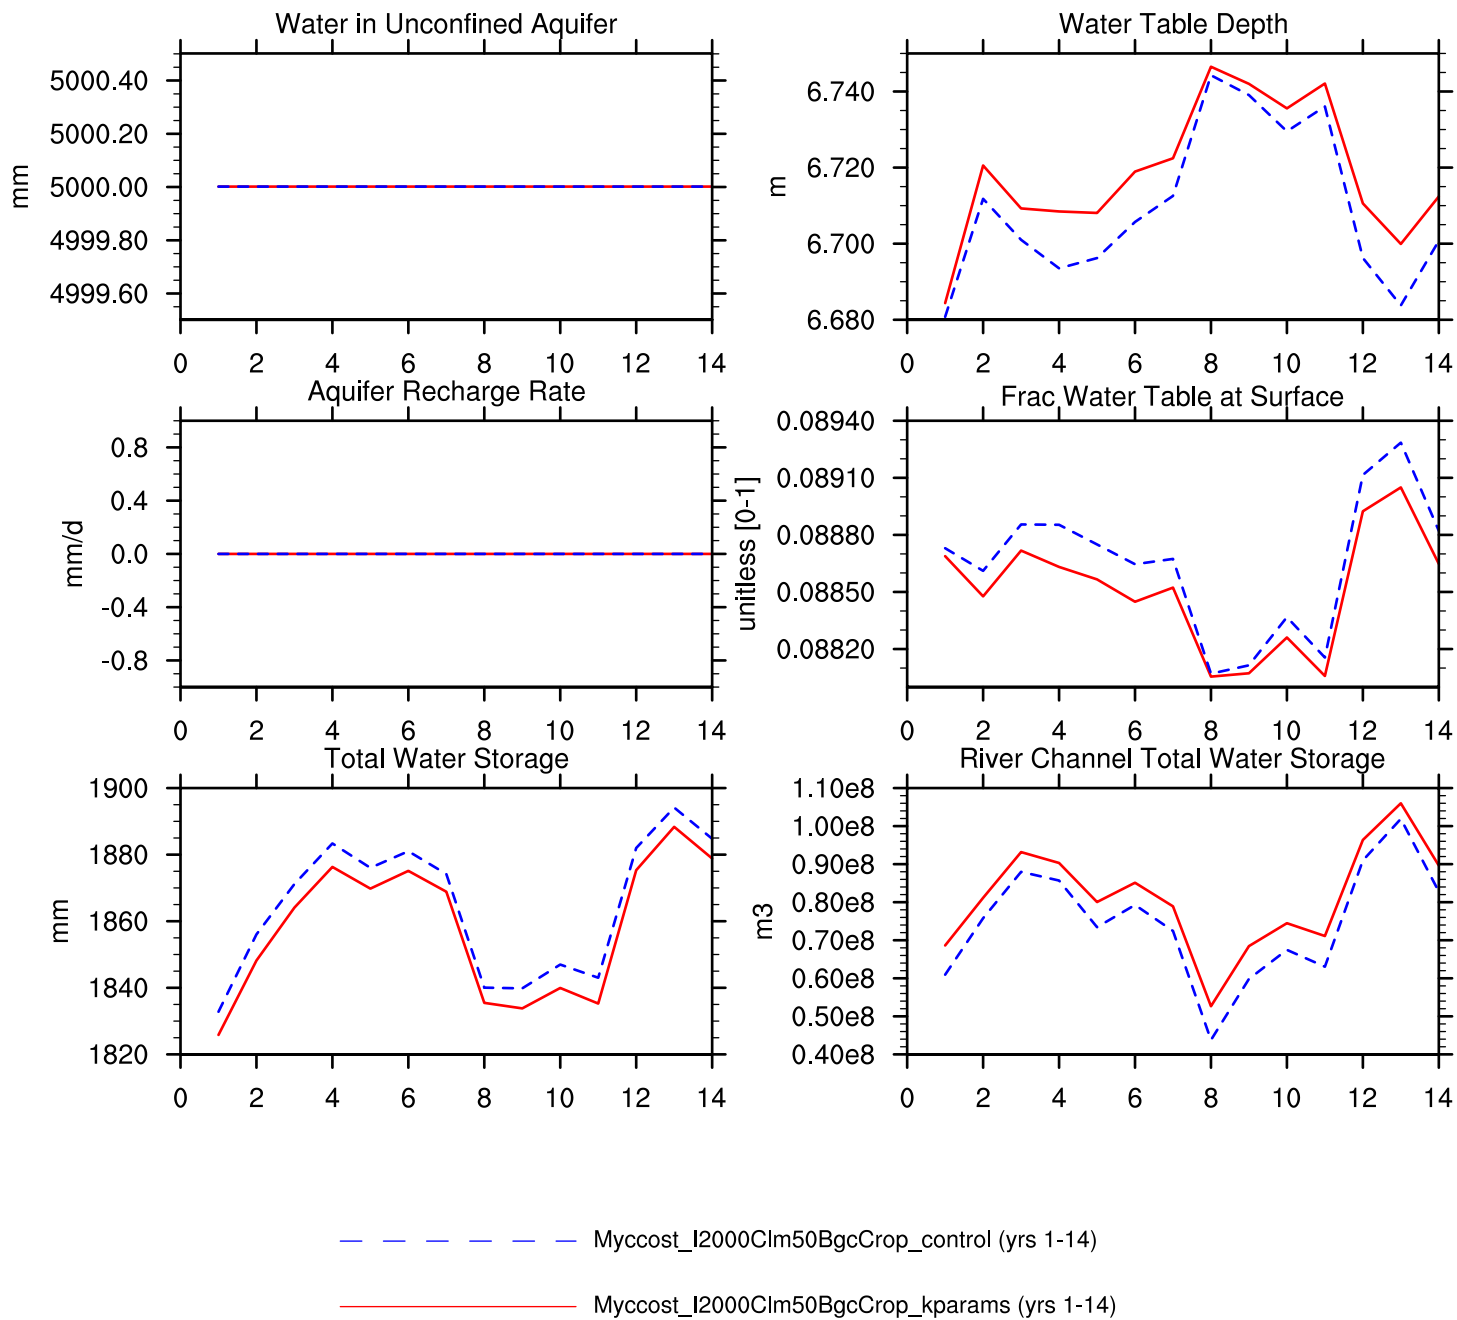 Water in Unconfined Aquifer
5000.40
5000.20
5000.00
4999.80
4999.60
mm
0 2 4 6 8 10 12 14
Water Table Depth
6.740
6.720
6.700
6.680
m
0 2 4 6 8 10 12 14
Aquifer Recharge Rate
0.8
0.4
0.0
-0.4
-0.8
mm/d
0 2 4 6 8 10 12 14
Frac Water Table at Surface
0.08940
0.08910
0.08880
0.08850
0.08820
unitless [0-1]
0 2 4 6 8 10 12 14
Total Water Storage
1900
1880
1860
1840
1820
mm
0 2 4 6 8 10 12 14
River Channel Total Water Storage
1.10e8
1.00e8
0.90e8
0.80e8
0.70e8
0.60e8
0.50e8
0.40e8
m3
0 2 4 6 8 10 12 14
Myccost_I2000Clm50BgcCrop_control (yrs 1-14)
Myccost_I2000Clm50BgcCrop_kparams (yrs 1-14)